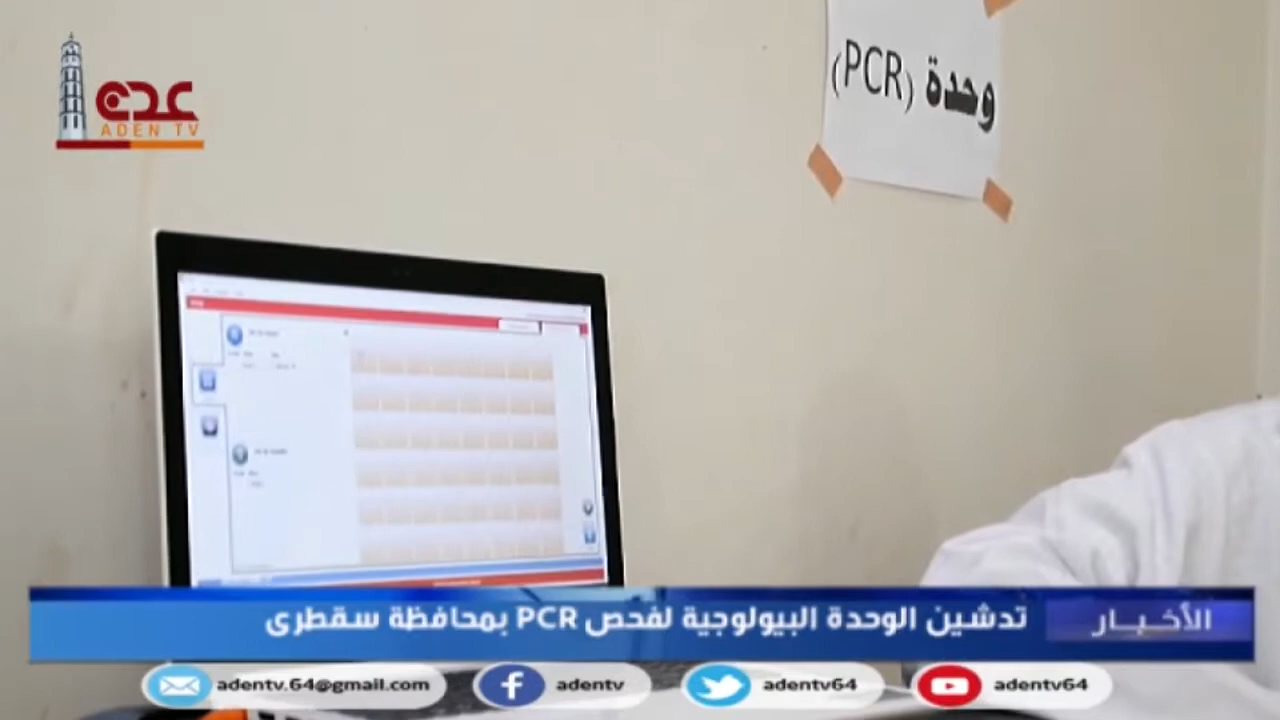 عدن
ADEN TV
وحدة (PCR)
الأخبار
تدشين الوحدة البيولوجية لفحص PCR بمحافظة سقطرى
adentv.64@gmail.com
adentv
adentv64
adentv64